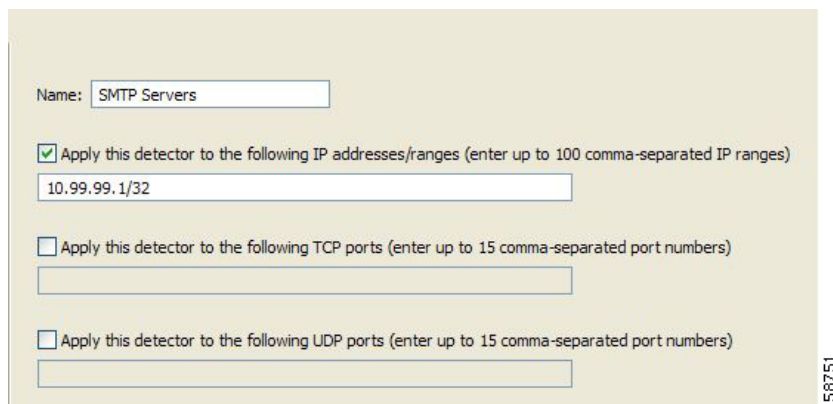 Name: SMTP Servers
Apply this detector to the following IP addresses/ranges (enter up to 100 comma-separated IP ranges)
10.99.99.1/32
Apply this detector to the following TCP ports (enter up to 15 comma-separated port numbers)
Apply this detector to the following UDP ports (enter up to 15 comma-separated port numbers)
58751